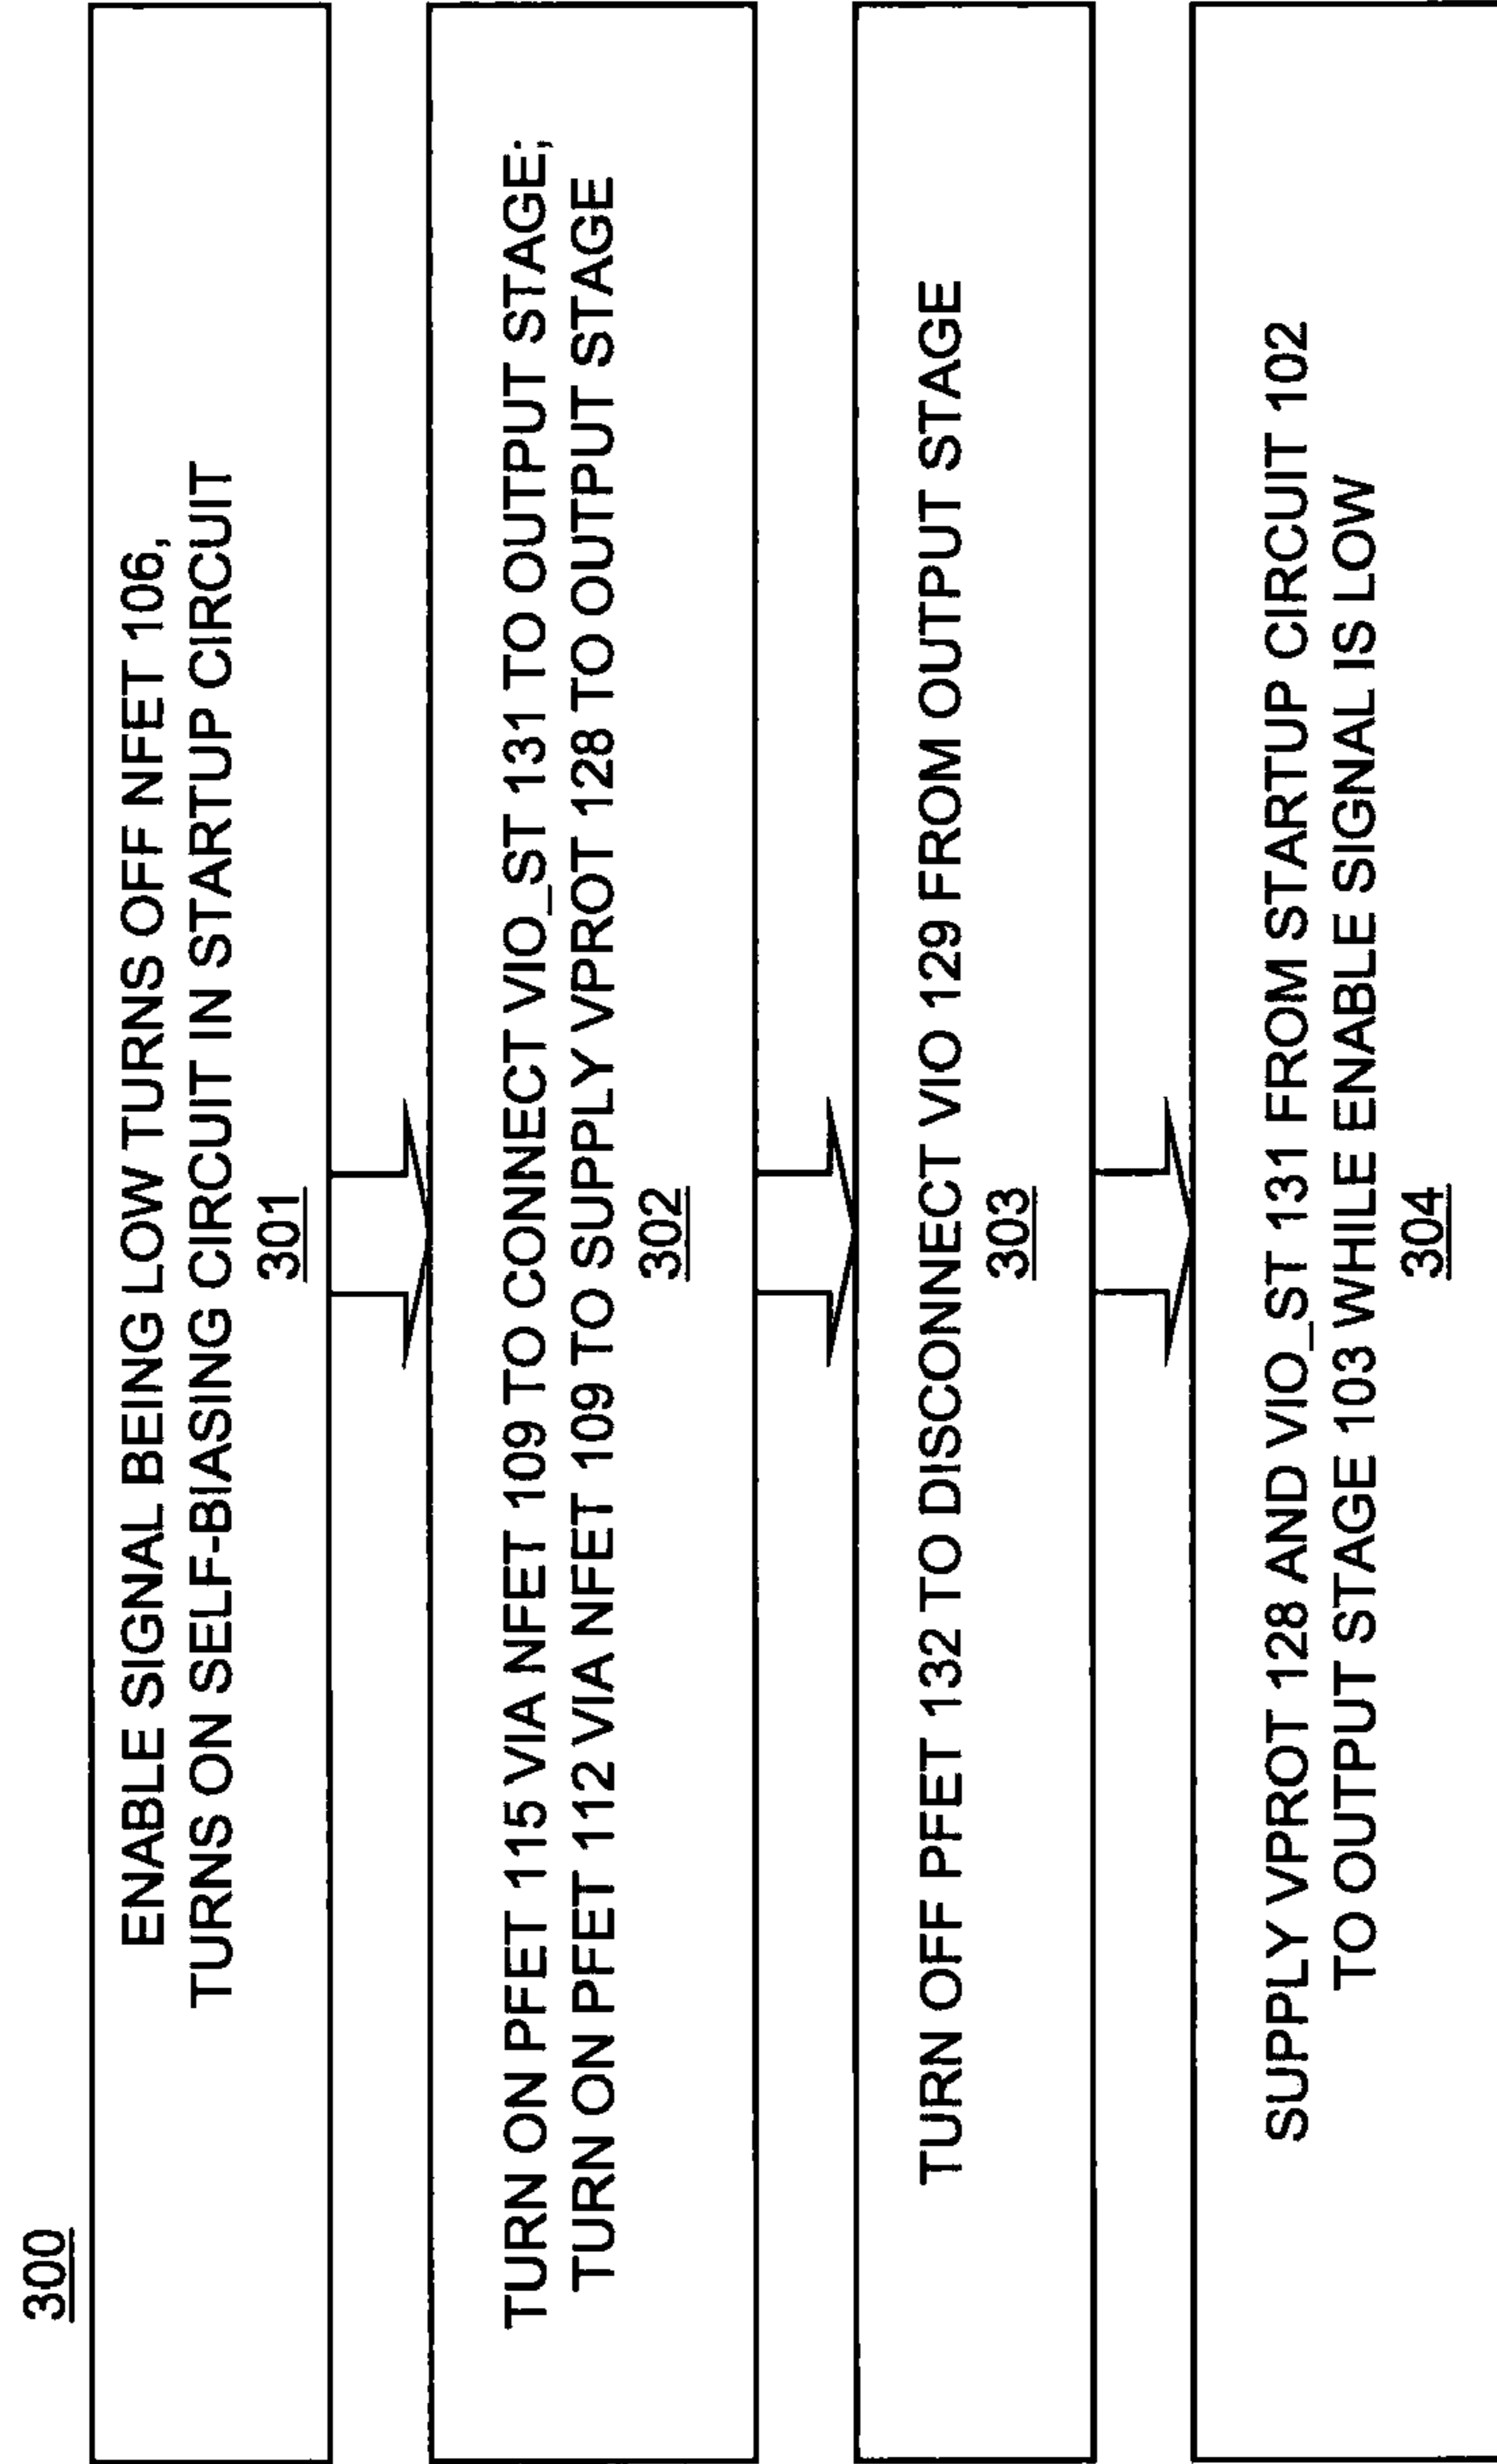 300
ENABLE SIGNAL BEING LOW TURNS OFF NFET 106,
TURNS ON SELF-BIASING CIRCUIT IN STARTUP CIRCUIT
301
TURN ON PFET 115 VIA NFET 109 TO CONNECT VIO_ST 131 TO OUTPUT STAGE;
TURN ON PFET 112 VIA NFET 109 TO SUPPLY VPROT 128 TO OUTPUT STAGE
302
TURN OFF PFET 132 TO DISCONNECT VIO 129 FROM OUTPUT STAGE
303
SUPPLY VPROT 128 AND VIO_ST 131 FROM STARTUP CIRCUIT 102
TO OUTPUT STAGE 103 WHILE ENABLE SIGNAL IS LOW
304